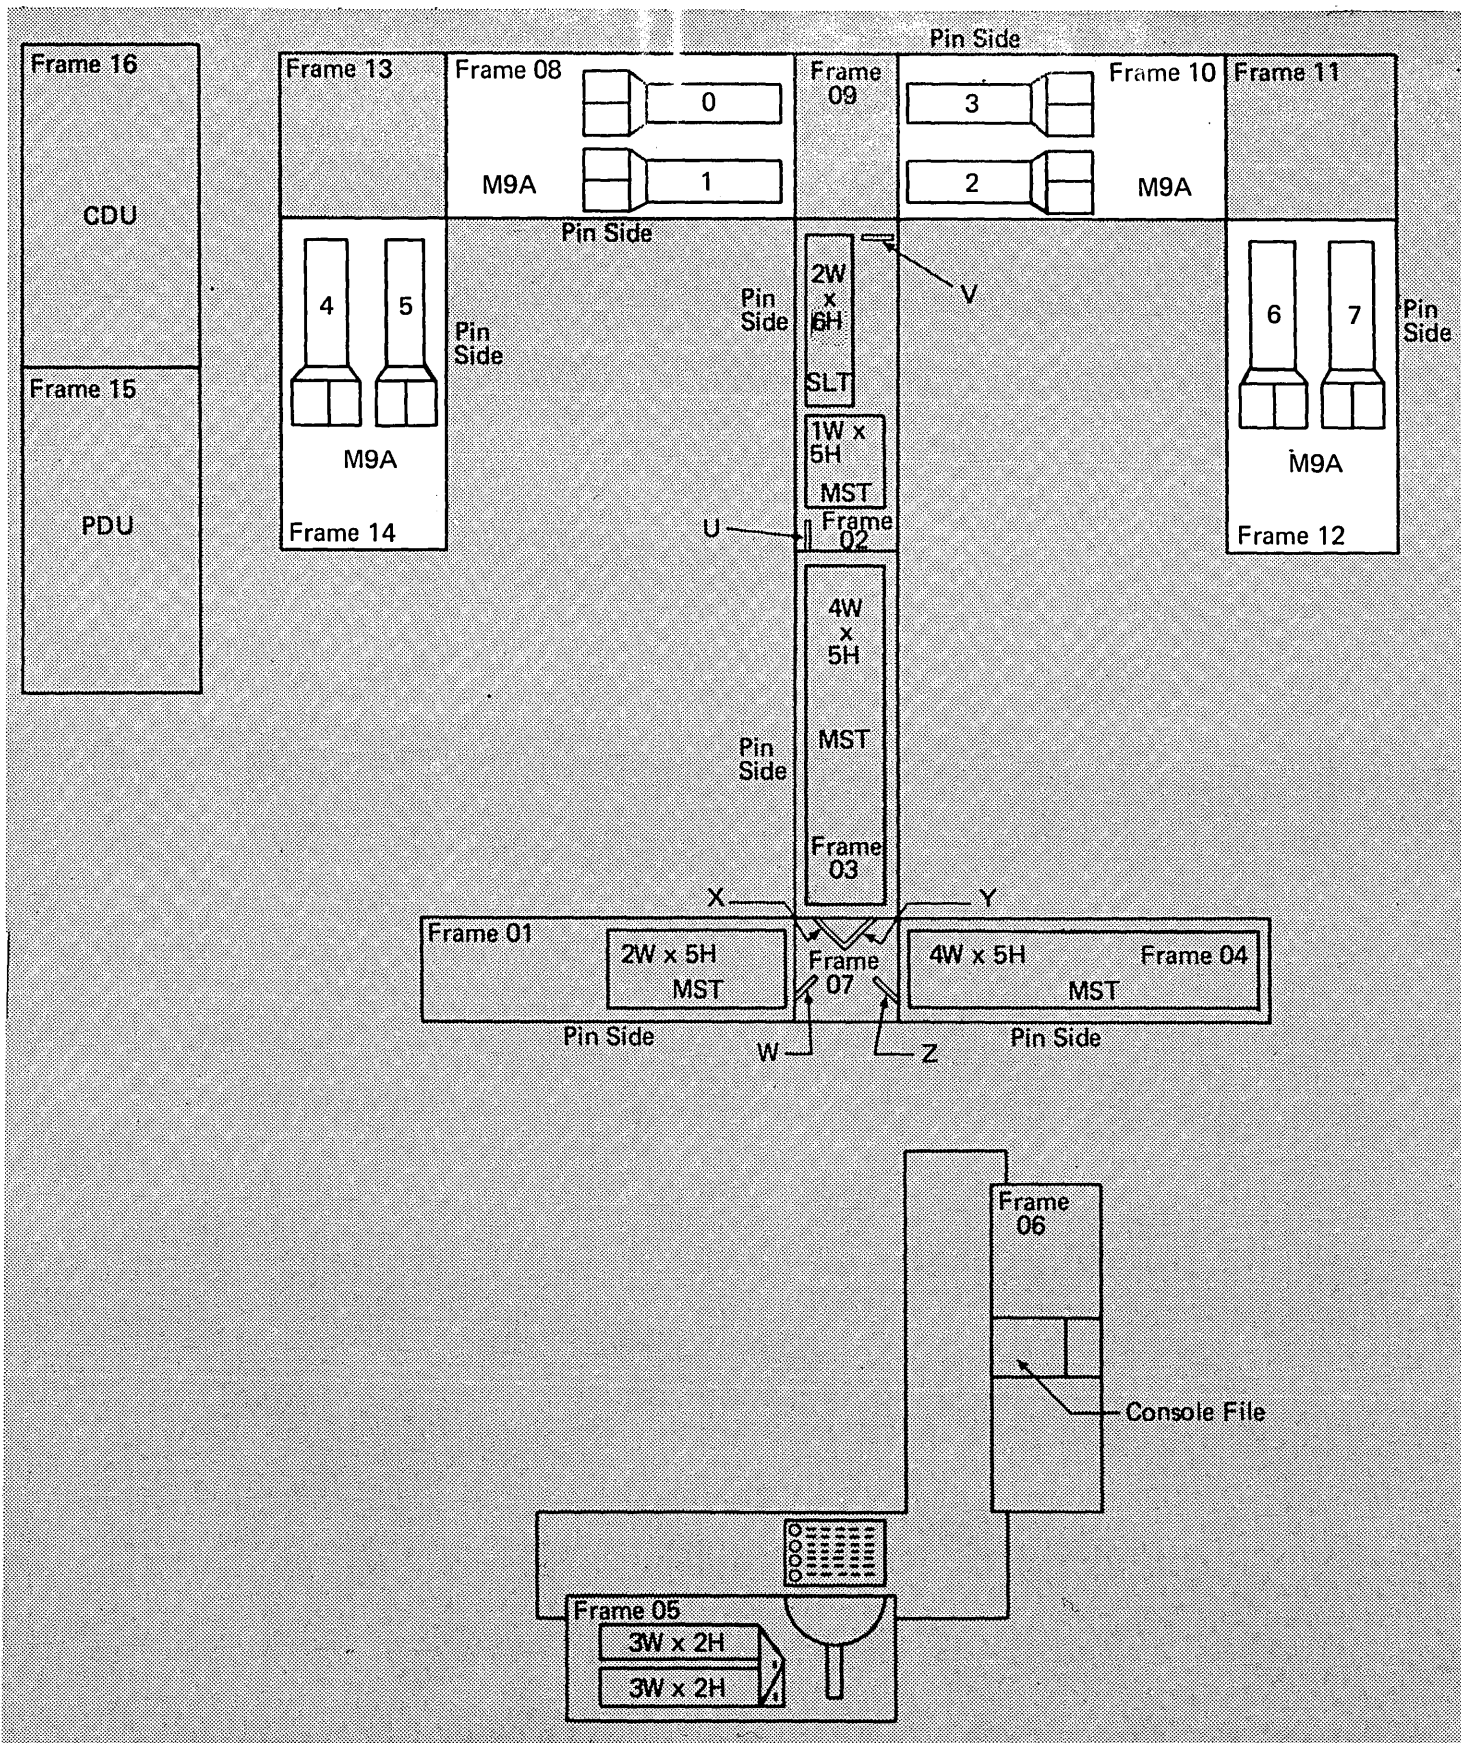 Pin Side
Frame 16
CDU
Frame 15
PDU
Frame 13
Frame 08
0
1
M9A
Pin Side
Frame
09
3
2
Frame 10
M9A
Frame 11
4
5
Pin
Side
M9A
Frame 14
Pin
Side
2W
x
6H
SLT
V
1W x
5H
MST
U
Frame
02
6
7
Pin
Side
M9A
Frame 12
4W
x
5H
MST
Pin
Side
Frame
03
X
Y
Frame 01
2W x 5H
MST
Frame
07
4W x 5H
Frame 04
MST
Pin Side
W
Z
Pin Side
Frame
06
Console File
Frame 05
3W x 2H
3W x 2H